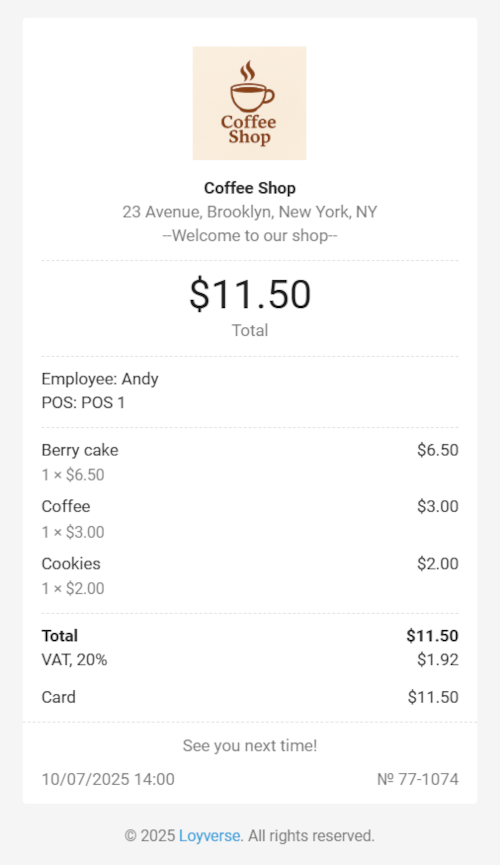 Coffee
Shop
Coffee Shop
23 Avenue, Brooklyn, New York, NY
--Welcome to our shop--
$11.50
Total
Employee: Andy
POS: POS 1
Berry cake $6.50
1 × $6.50
Coffee $3.00
1 × $3.00
Cookies $2.00
1 × $2.00
Total $11.50
VAT, 20% $1.92
Card $11.50
See you next time!
10/07/2025 14:00 № 77-1074
© 2025 Loyverse. All rights reserved.